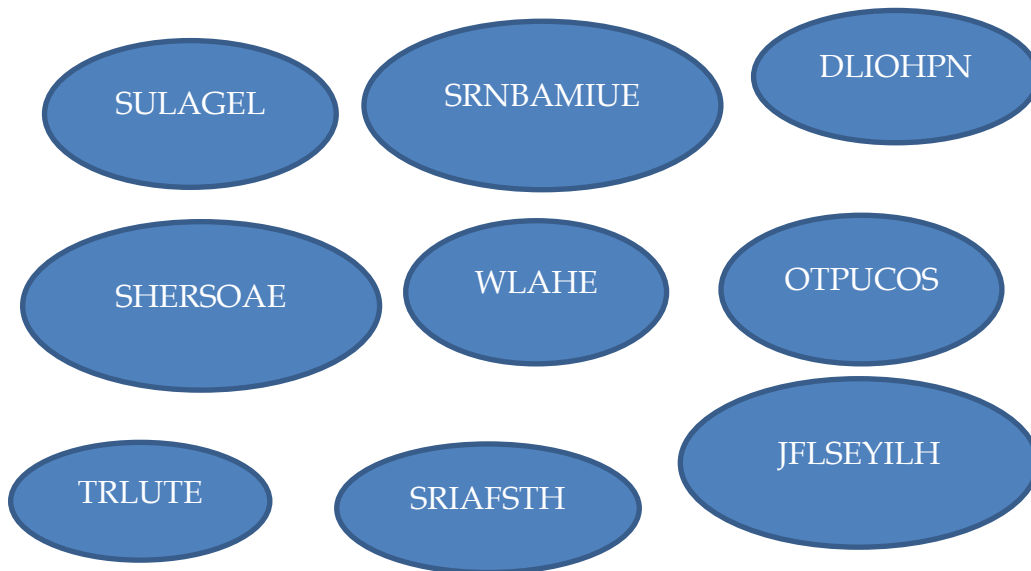 SULAGEL
SRNBAMIUE
DLIOHPN
SHERSOAE
WLAHE
OTPUCOS
TRLUTE
SRIAFSTH
JFLSEYILH